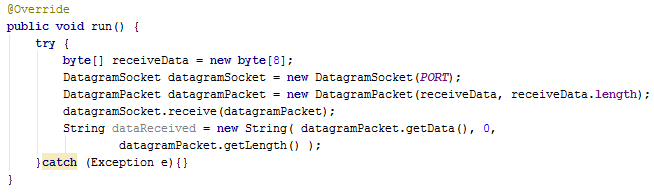 @Override
public void run() {
    try {
        byte[] receiveData = new byte[8];
        DatagramSocket datagramSocket = new DatagramSocket(PORT);
        DatagramPacket datagramPacket = new DatagramPacket(receiveData, receiveData.length);
        datagramSocket.receive(datagramPacket);
        String dataReceived = new String( datagramPacket.getData(), 0,
                datagramPacket.getLength() );
    }catch (Exception e){}
}